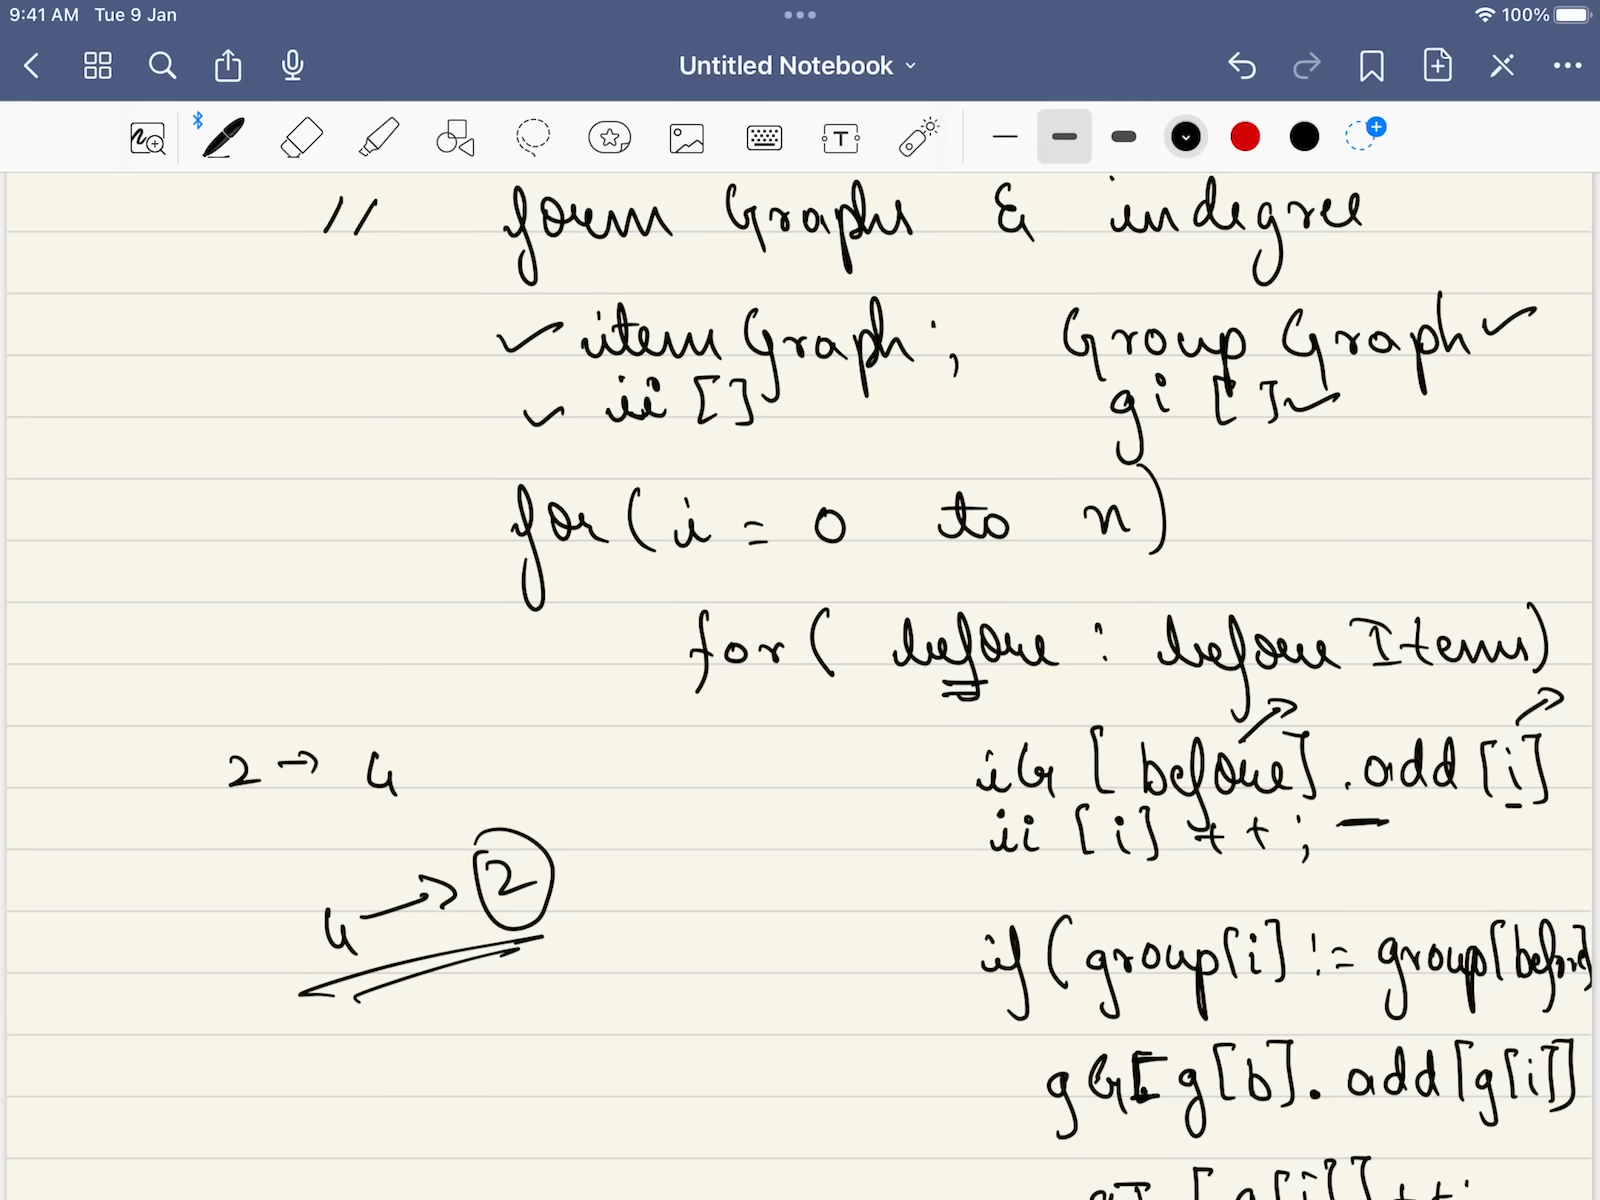 9:41 AM Tue 9 Jan 100%
Untitled Notebook
T
// form Graphs & indegree
✓ item Graph ; Group Graph ✓
✓ ii [ ] gi [ ] ✓
for ( i = 0 to n )
for ( before : before Items )
2 → 4 iG [ before ] . add [ i ]
ii [ i ] + + ;
4 → 2
if ( group [ i ] != group [ before ]
gG [ g [ b ] . add [ g [ i ] ]
gI [ g [ i ] ] + + ;